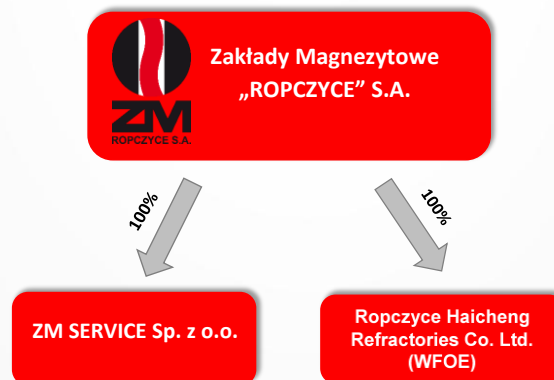 Zakłady Magnezytowe
„ROPCZYCE” S.A.
ZM
ROPCZYCE S.A.
100%
100%
ZM SERVICE Sp. z o.o.
Ropczyce Haicheng
Refractories Co. Ltd.
(WFOE)